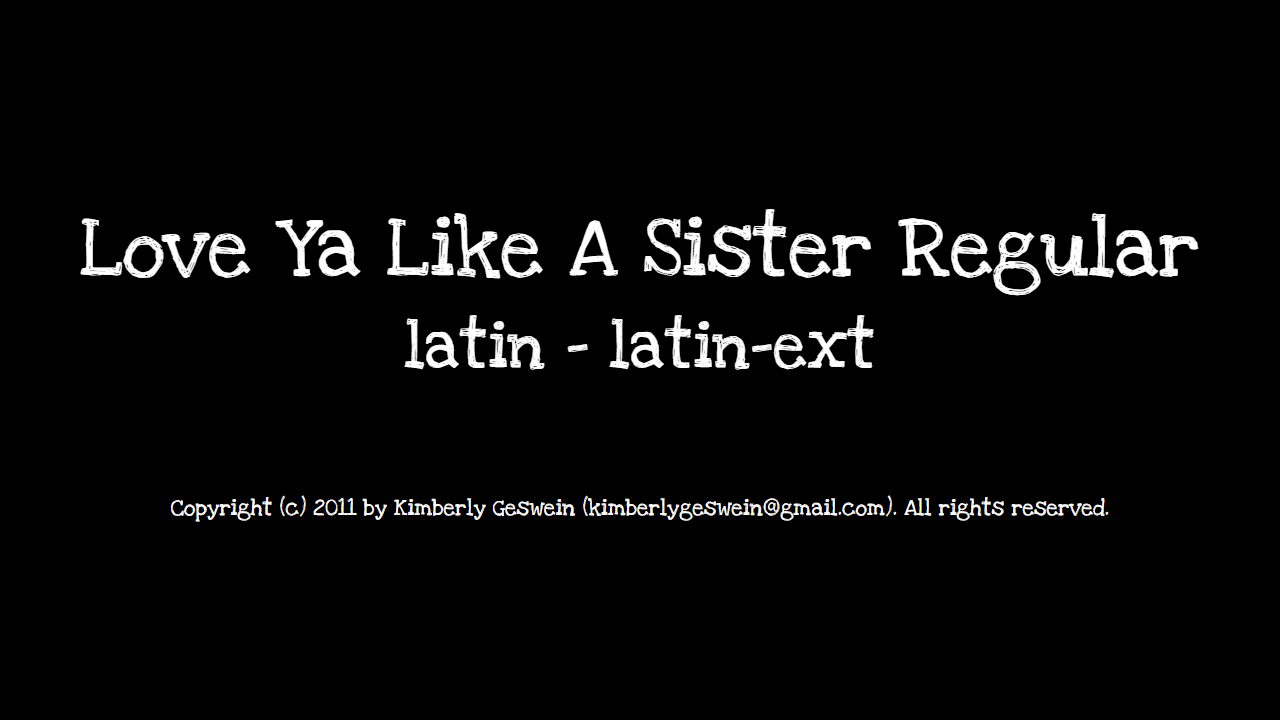 Love Ya Like A Sister Regular
latin - latin-ext
Copyright (c) 2011 by Kimberly Geswein (kimberlygeswein@gmail.com). All rights reserved.